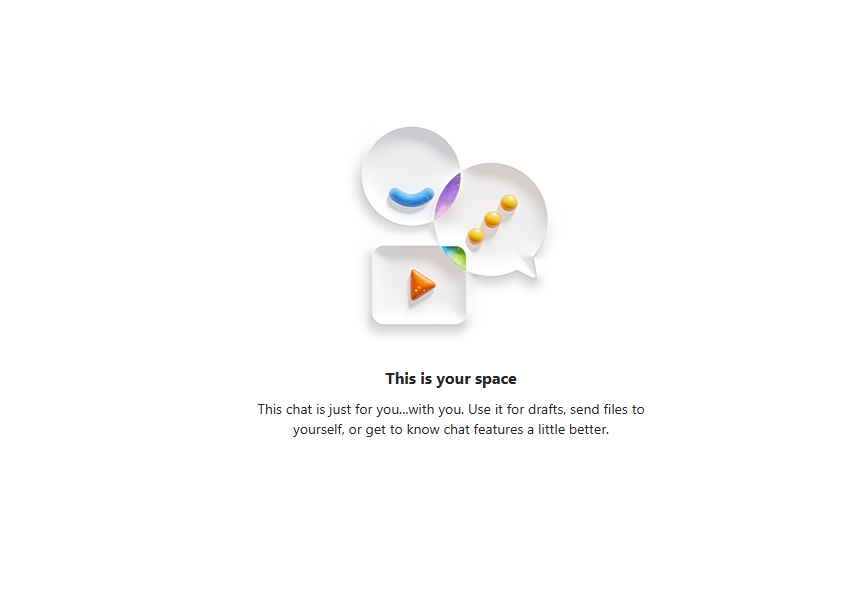 This is your space
This chat is just for you...with you. Use it for drafts, send files to
yourself, or get to know chat features a little better.